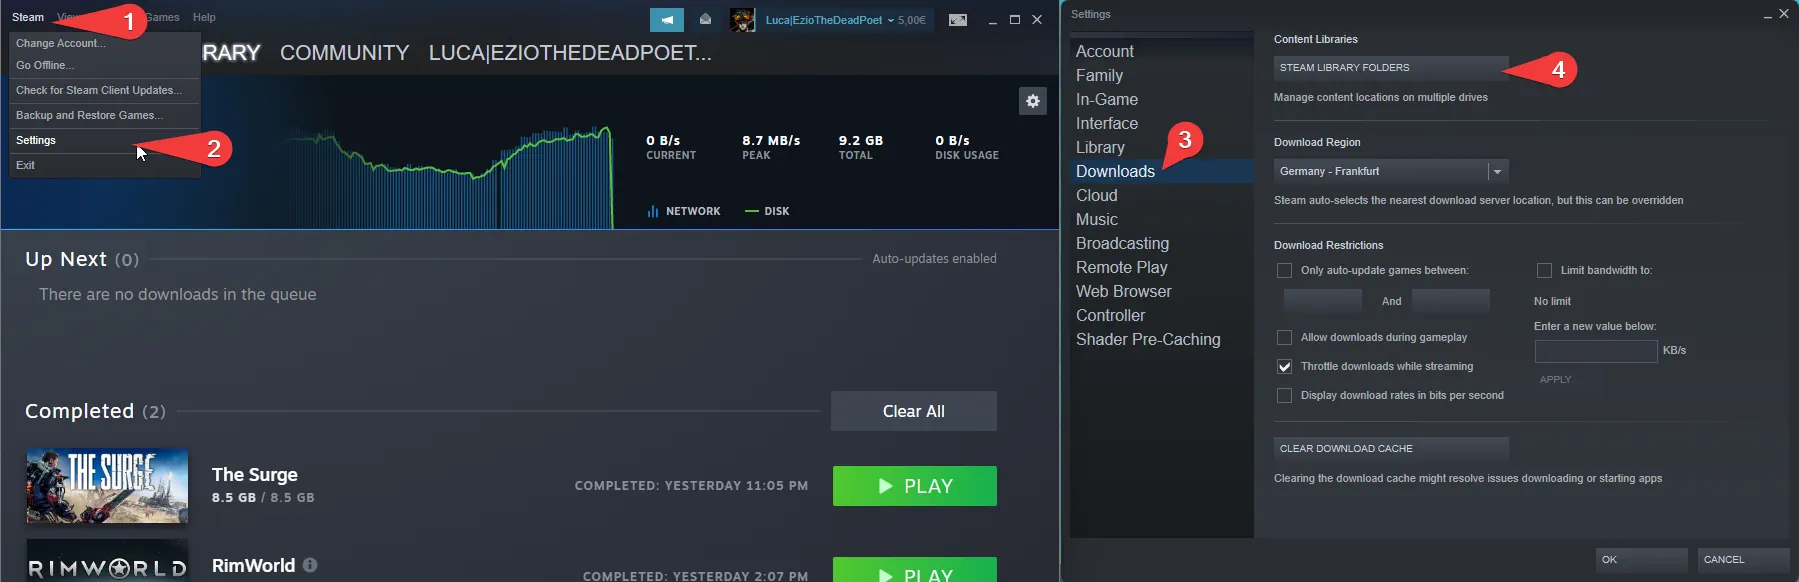 Steam
Games
Help
1
Luca|EzioTheDeadPoet
5,00€
Change Account...
Go Offline...
Check for Steam Client Updates...
Backup and Restore Games...
Settings
2
Exit
RARY
COMMUNITY
LUCA|EZIOTHEDEADPOET...
0 B/s
CURRENT
8.7 MB/s
PEAK
9.2 GB
TOTAL
0 B/s
DISK USAGE
NETWORK
DISK
Up Next (0)
Auto-updates enabled
There are no downloads in the queue
Completed (2)
Clear All
THE SURGE
The Surge
8.5 GB / 8.5 GB
COMPLETED: YESTERDAY 11:05 PM
PLAY
RIMWORLD
RimWorld
COMPLETED: YESTERDAY 2:07 PM
PLAY
Settings
Account
Family
In-Game
Interface
Library
3
Downloads
Cloud
Music
Broadcasting
Remote Play
Web Browser
Controller
Shader Pre-Caching
Content Libraries
STEAM LIBRARY FOLDERS
4
Manage content locations on multiple drives
Download Region
Germany - Frankfurt
Steam auto-selects the nearest download server location, but this can be overridden
Download Restrictions
Only auto-update games between:
And
Limit bandwidth to:
No limit
Enter a new value below:
KB/s
APPLY
Allow downloads during gameplay
Throttle downloads while streaming
Display download rates in bits per second
CLEAR DOWNLOAD CACHE
Clearing the download cache might resolve issues downloading or starting apps
OK
CANCEL